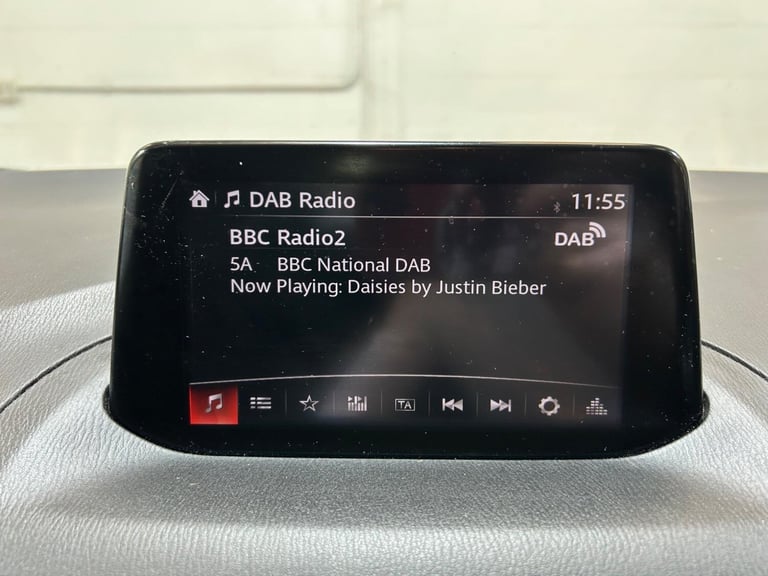 DAB Radio 11:55
BBC Radio2 DAB
5A BBC National DAB
Now Playing: Daisies by Justin Bieber
TA